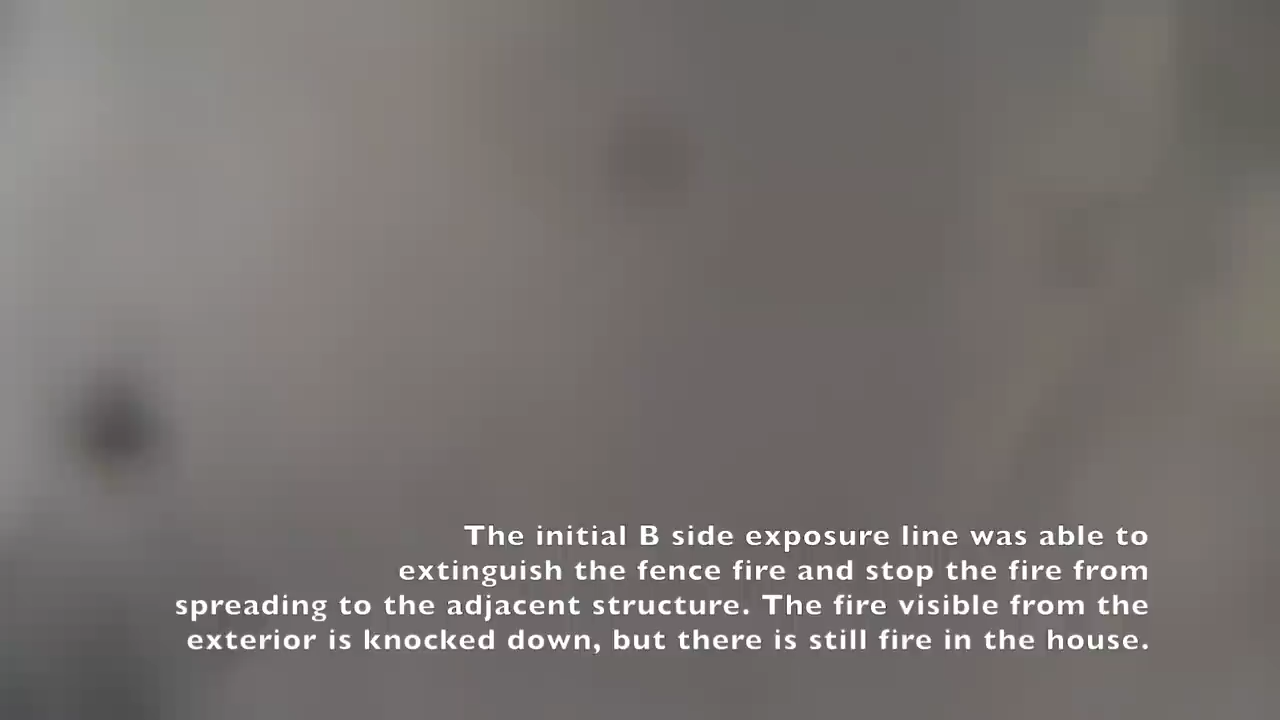 The initial B side exposure line was able to
extinguish the fence fire and stop the fire from
spreading to the adjacent structure. The fire visible from the
exterior is knocked down, but there is still fire in the house.